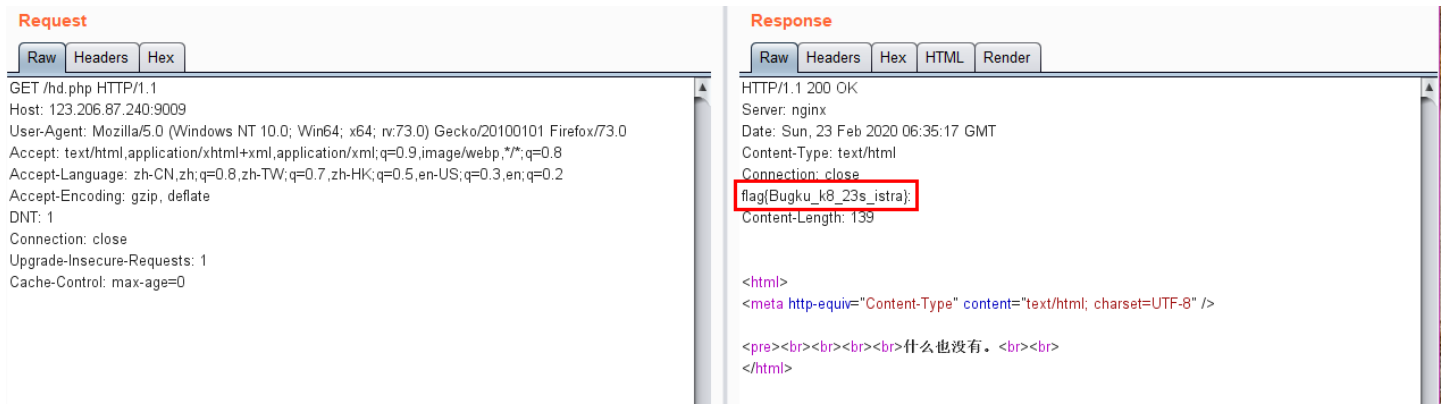 Request
Raw Headers Hex
GET /hd.php HTTP/1.1
Host: 123.206.87.240:9009
User-Agent: Mozilla/5.0 (Windows NT 10.0; Win64; x64; rv:73.0) Gecko/20100101 Firefox/73.0
Accept: text/html,application/xhtml+xml,application/xml;q=0.9,image/webp,*/*;q=0.8
Accept-Language: zh-CN,zh;q=0.8,zh-TW;q=0.7,zh-HK;q=0.5,en-US;q=0.3,en;q=0.2
Accept-Encoding: gzip, deflate
DNT: 1
Connection: close
Upgrade-Insecure-Requests: 1
Cache-Control: max-age=0
Response
Raw Headers Hex HTML Render
HTTP/1.1 200 OK
Server: nginx
Date: Sun, 23 Feb 2020 06:35:17 GMT
Content-Type: text/html
Connection: close
flag{Bugku_k8_23s_istra}:
Content-Length: 139
<html>
<meta http-equiv="Content-Type" content="text/html; charset=UTF-8" />
<pre><br><br><br><br>什么也没有。<br><br>
</html>